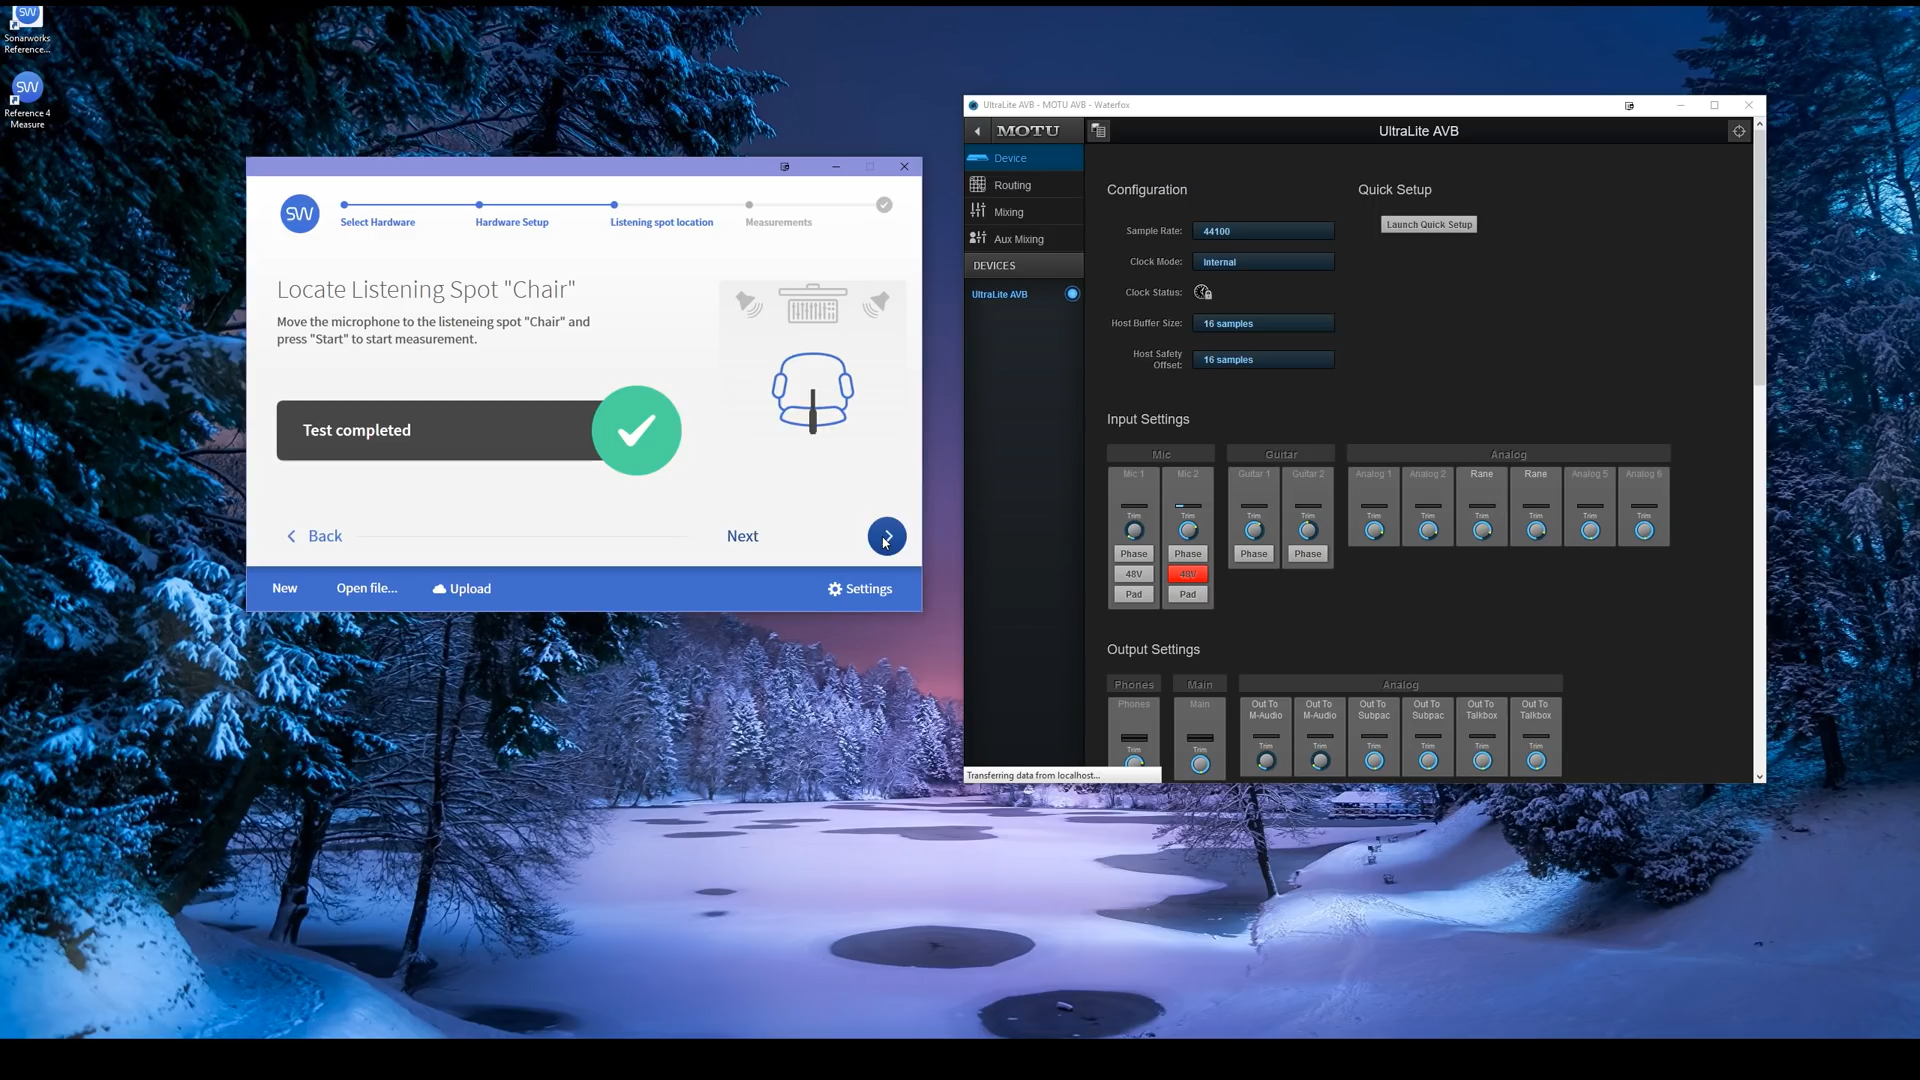 SW
Sonarworks
Reference...
SW
Reference 4
Measure
SW
Select Hardware
Hardware Setup
Listening spot location
Measurements
Locate Listening Spot "Chair"
Move the microphone to the listeneing spot "Chair" and
press "Start" to start measurement.
Test completed
Back
Next
New
Open file...
Upload
Settings
UltraLite AVB - MOTU AVB - Waterfox
MOTU
UltraLite AVB
Device
Routing
Mixing
Aux Mixing
DEVICES
UltraLite AVB
Configuration
Quick Setup
Sample Rate: 44100
Launch Quick Setup
Clock Mode: Internal
Clock Status:
Host Buffer Size: 16 samples
Host Safety
Offset: 16 samples
Input Settings
Mic
Guitar
Analog
Mic 1 Mic 2 Guitar 1 Guitar 2 Analog 1 Analog 2 Rane Rane Analog 5 Analog 6
Trim Trim Trim Trim Trim Trim Trim Trim Trim Trim
Phase Phase Phase Phase
48V 48V
Pad Pad
Output Settings
Phones Main Analog
Phones Main Out To Out To Out To Out To Out To Out To
M-Audio M-Audio Subpac Subpac Talkbox Talkbox
Trim Trim Trim Trim Trim Trim Trim Trim
Transferring data from localhost...